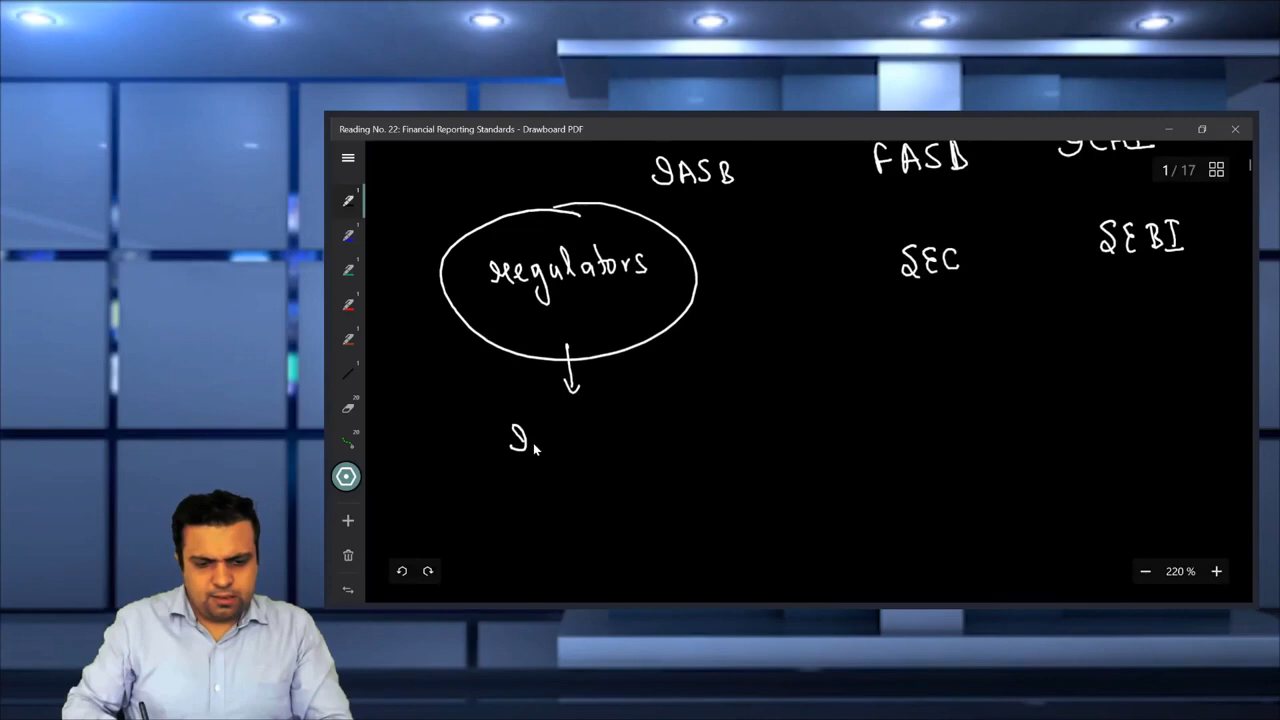 Reading No. 22: Financial Reporting Standards - Drawboard PDF
1 / 17
IASB FASB
Regulators SEC SEBI
220 %